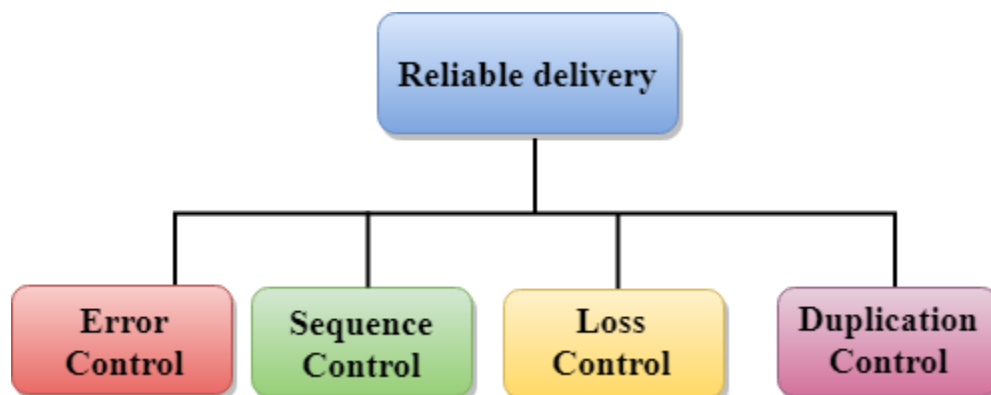 Reliable delivery
Error
Control
Sequence
Control
Loss
Control
Duplication
Control